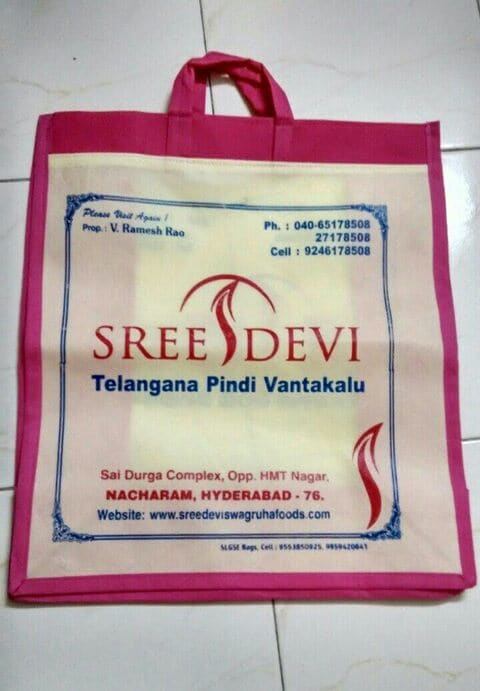 Please Visit Again !
Prop. : V. Ramesh Rao
Ph. : 040-65178508
27178508
Cell : 9246178508
SREE DEVI
Telangana Pindi Vantakalu
Sai Durga Complex, Opp. HMT Nagar,
NACHARAM, HYDERABAD - 76.
Website: www.sreedeviswagruhafoods.com
SLGSE Bags, Cell : 9553850925, 9859420841